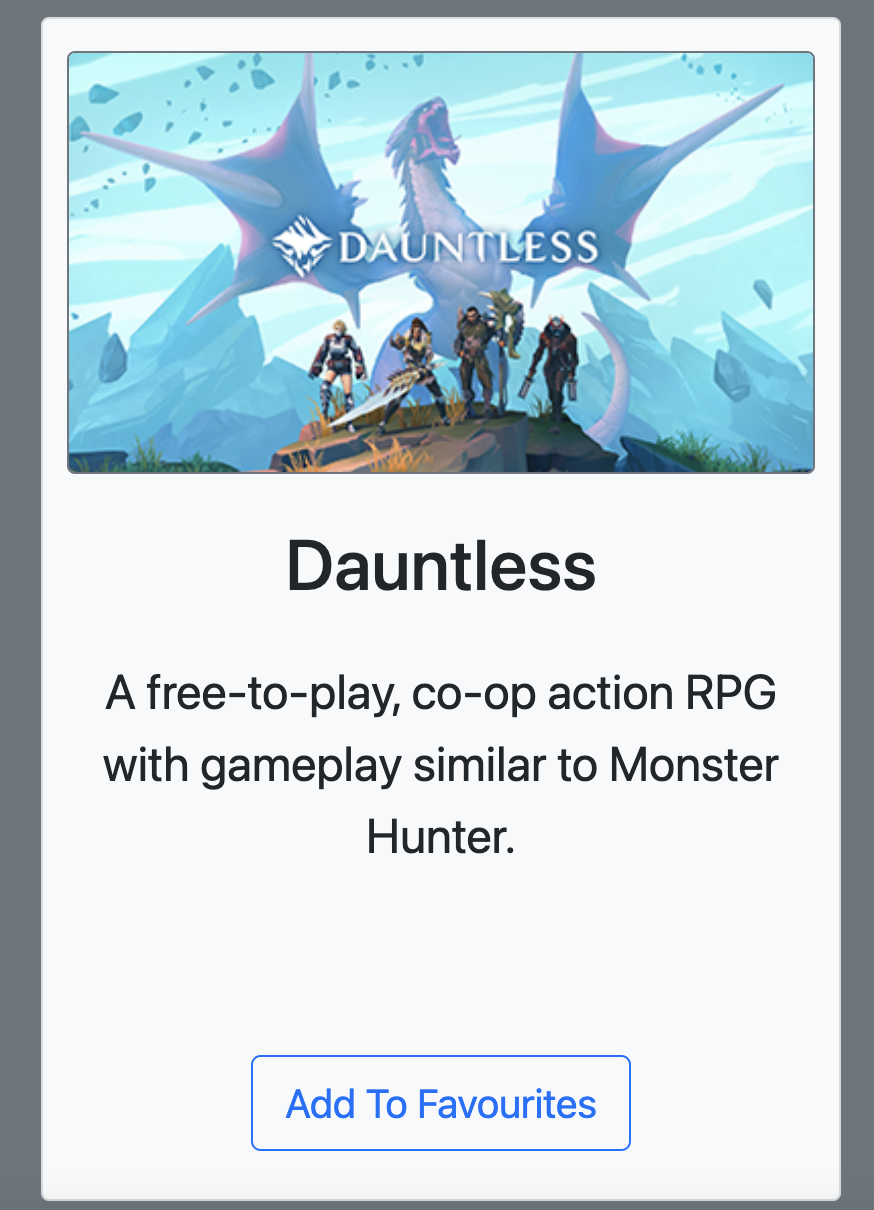 DAUNTLESS
Dauntless
A free-to-play, co-op action RPG
with gameplay similar to Monster
Hunter.
Add To Favourites